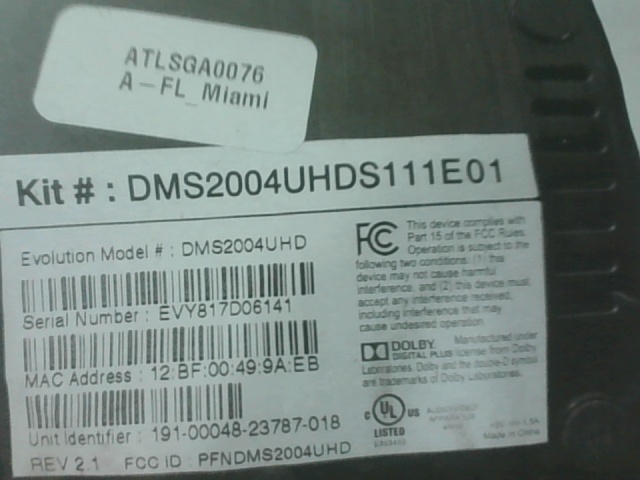 ATLSGA0076
A-FL_Miami
Kit # : DMS2004UHDS111E01
Evolution Model # : DMS2004UHD
Serial Number : EVY817D06141
MAC Address : 12:BF:00:49:9A:EB
Unit Identifier : 191-00048-23787-018
REV 2.1 FCC ID : PFNDMS2004UHD
FC
This device complies with
Part 15 of the FCC Rules.
Operation is subject to the
following two conditions: (1) this
device may not cause harmful
interference, and (2) this device must
accept any interference received,
including interference that may
cause undesired operation.
DOLBY
DIGITAL PLUS
Manufactured under
license from Dolby
Laboratories. Dolby and the double-D symbol
are trademarks of Dolby Laboratories.
c UL US
LISTED
Made in China